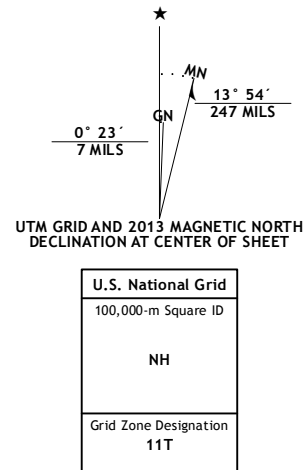 MN
GN
13° 54´
247 MILS
0° 23´
7 MILS
UTM GRID AND 2013 MAGNETIC NORTH
DECLINATION AT CENTER OF SHEET
U.S. National Grid
100,000-m Square ID
NH
Grid Zone Designation
11T